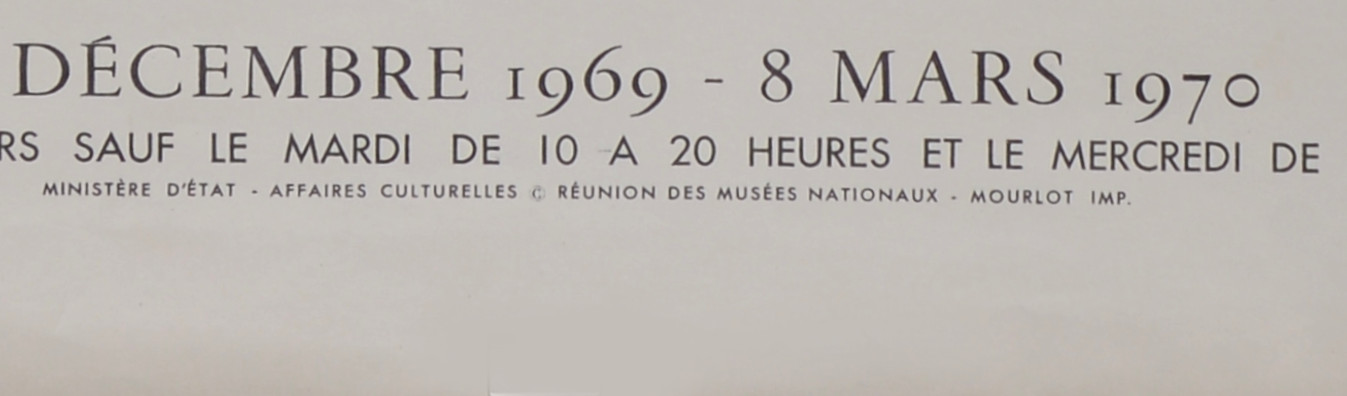 DÉCEMBRE 1969 - 8 MARS 1970
RS SAUF LE MARDI DE 10 A 20 HEURES ET LE MERCREDI DE
MINISTÈRE D'ÉTAT - AFFAIRES CULTURELLES © RÉUNION DES MUSÉES NATIONAUX - MOURLOT IMP.